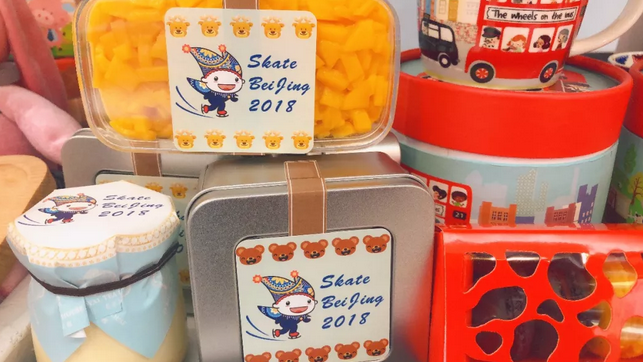 Skate
BeiJing
2018
The wheels on the bus
Skate
BeiJing
2018
Skate
BeiJing
2018